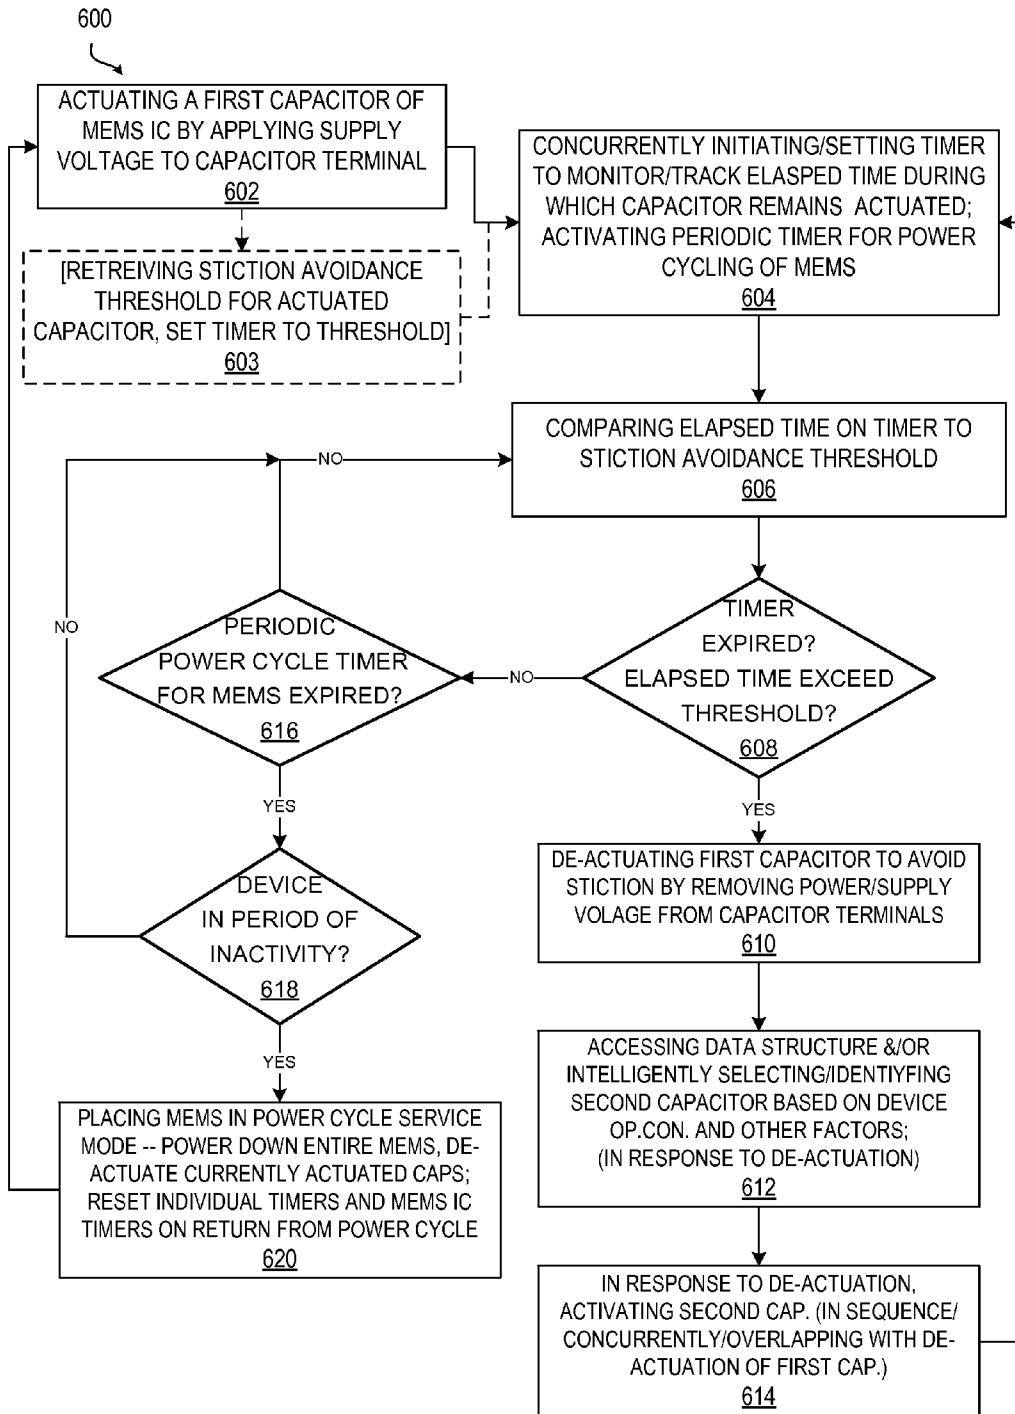 600
ACTUATING A FIRST CAPACITOR OF
MEMS IC BY APPLYING SUPPLY
VOLTAGE TO CAPACITOR TERMINAL
602
[RETREIVING STICTION AVOIDANCE
THRESHOLD FOR ACTUATED
CAPACITOR, SET TIMER TO THRESHOLD]
603
CONCURRENTLY INITIATING/SETTING TIMER
TO MONITOR/TRACK ELASPED TIME DURING
WHICH CAPACITOR REMAINS ACTUATED;
ACTIVATING PERIODIC TIMER FOR POWER
CYCLING OF MEMS
604
COMPARING ELAPSED TIME ON TIMER TO
STICTION AVOIDANCE THRESHOLD
606
NO
TIMER
EXPIRED?
ELAPSED TIME EXCEED
THRESHOLD?
608
NO
PERIODIC
POWER CYCLE TIMER
FOR MEMS EXPIRED?
616
NO
YES
YES
DEVICE
IN PERIOD OF
INACTIVITY?
618
YES
DE-ACTUATING FIRST CAPACITOR TO AVOID
STICTION BY REMOVING POWER/SUPPLY
VOLAGE FROM CAPACITOR TERMINALS
610
ACCESSING DATA STRUCTURE &/OR
INTELLIGENTLY SELECTING/IDENTIYFING
SECOND CAPACITOR BASED ON DEVICE
OP.CON. AND OTHER FACTORS;
(IN RESPONSE TO DE-ACTUATION)
612
PLACING MEMS IN POWER CYCLE SERVICE
MODE -- POWER DOWN ENTIRE MEMS, DE-
ACTUATE CURRENTLY ACTUATED CAPS;
RESET INDIVIDUAL TIMERS AND MEMS IC
TIMERS ON RETURN FROM POWER CYCLE
620
IN RESPONSE TO DE-ACTUATION,
ACTIVATING SECOND CAP. (IN SEQUENCE/
CONCURRENTLY/OVERLAPPING WITH DE-
ACTUATION OF FIRST CAP.)
614